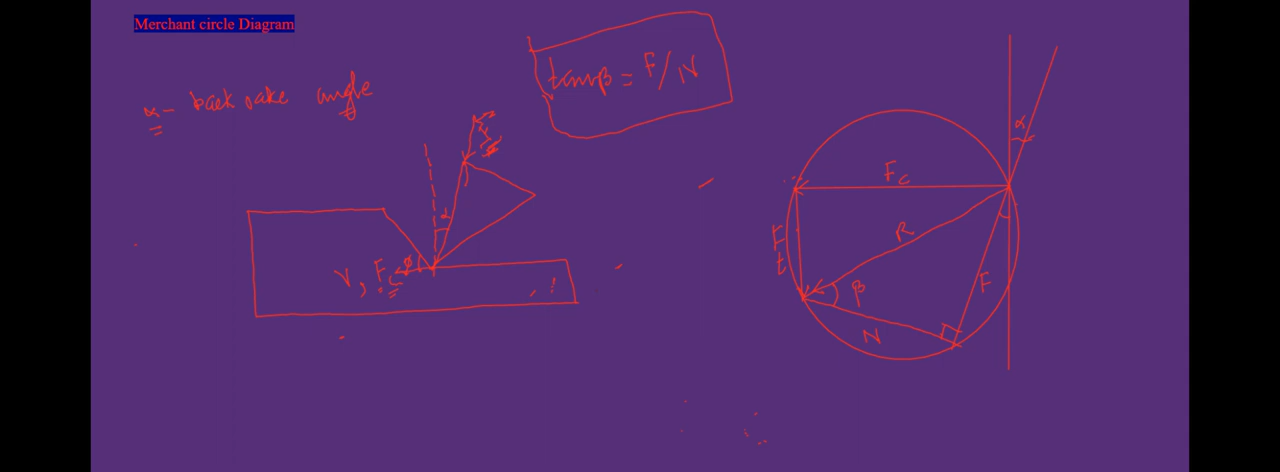 Merchant circle Diagram
tanβ = F/N
α - back rake angle
α
V, Fc
φ
α
Fc
Ft
R
F
β
N